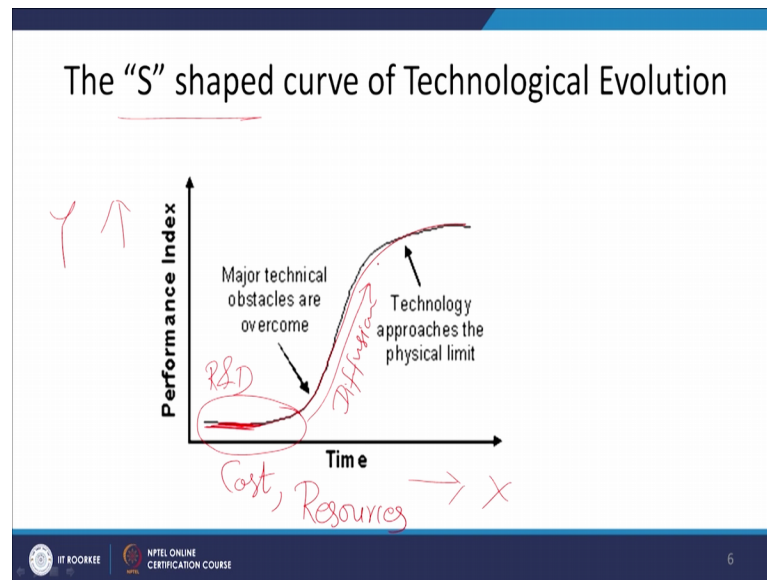 The “S” shaped curve of Technological Evolution
Y
Performance Index
Major technical
obstacles are
overcome
Technology
approaches the
physical limit
Diffusion
R&D
Time
Cost,
Resources
X
IIT ROORKEE
NPTEL ONLINE
CERTIFICATION COURSE
6